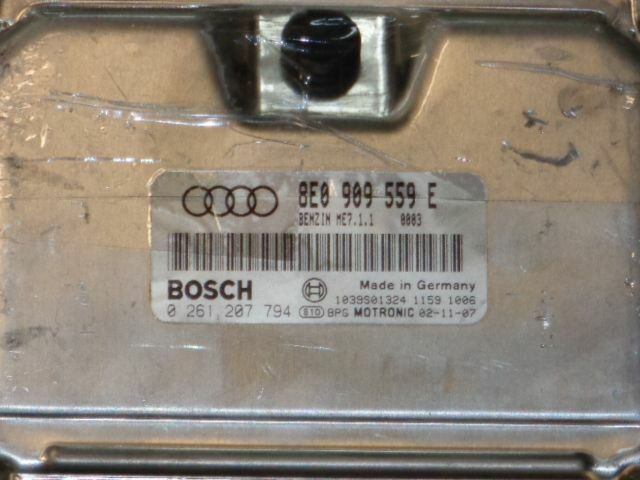 8E0 909 559 E
BENZIN ME7.1.1 0003
BOSCH
Made in Germany
1039S01324 1159 1006
0 261 207 794 810 BPG MOTRONIC 02-11-07